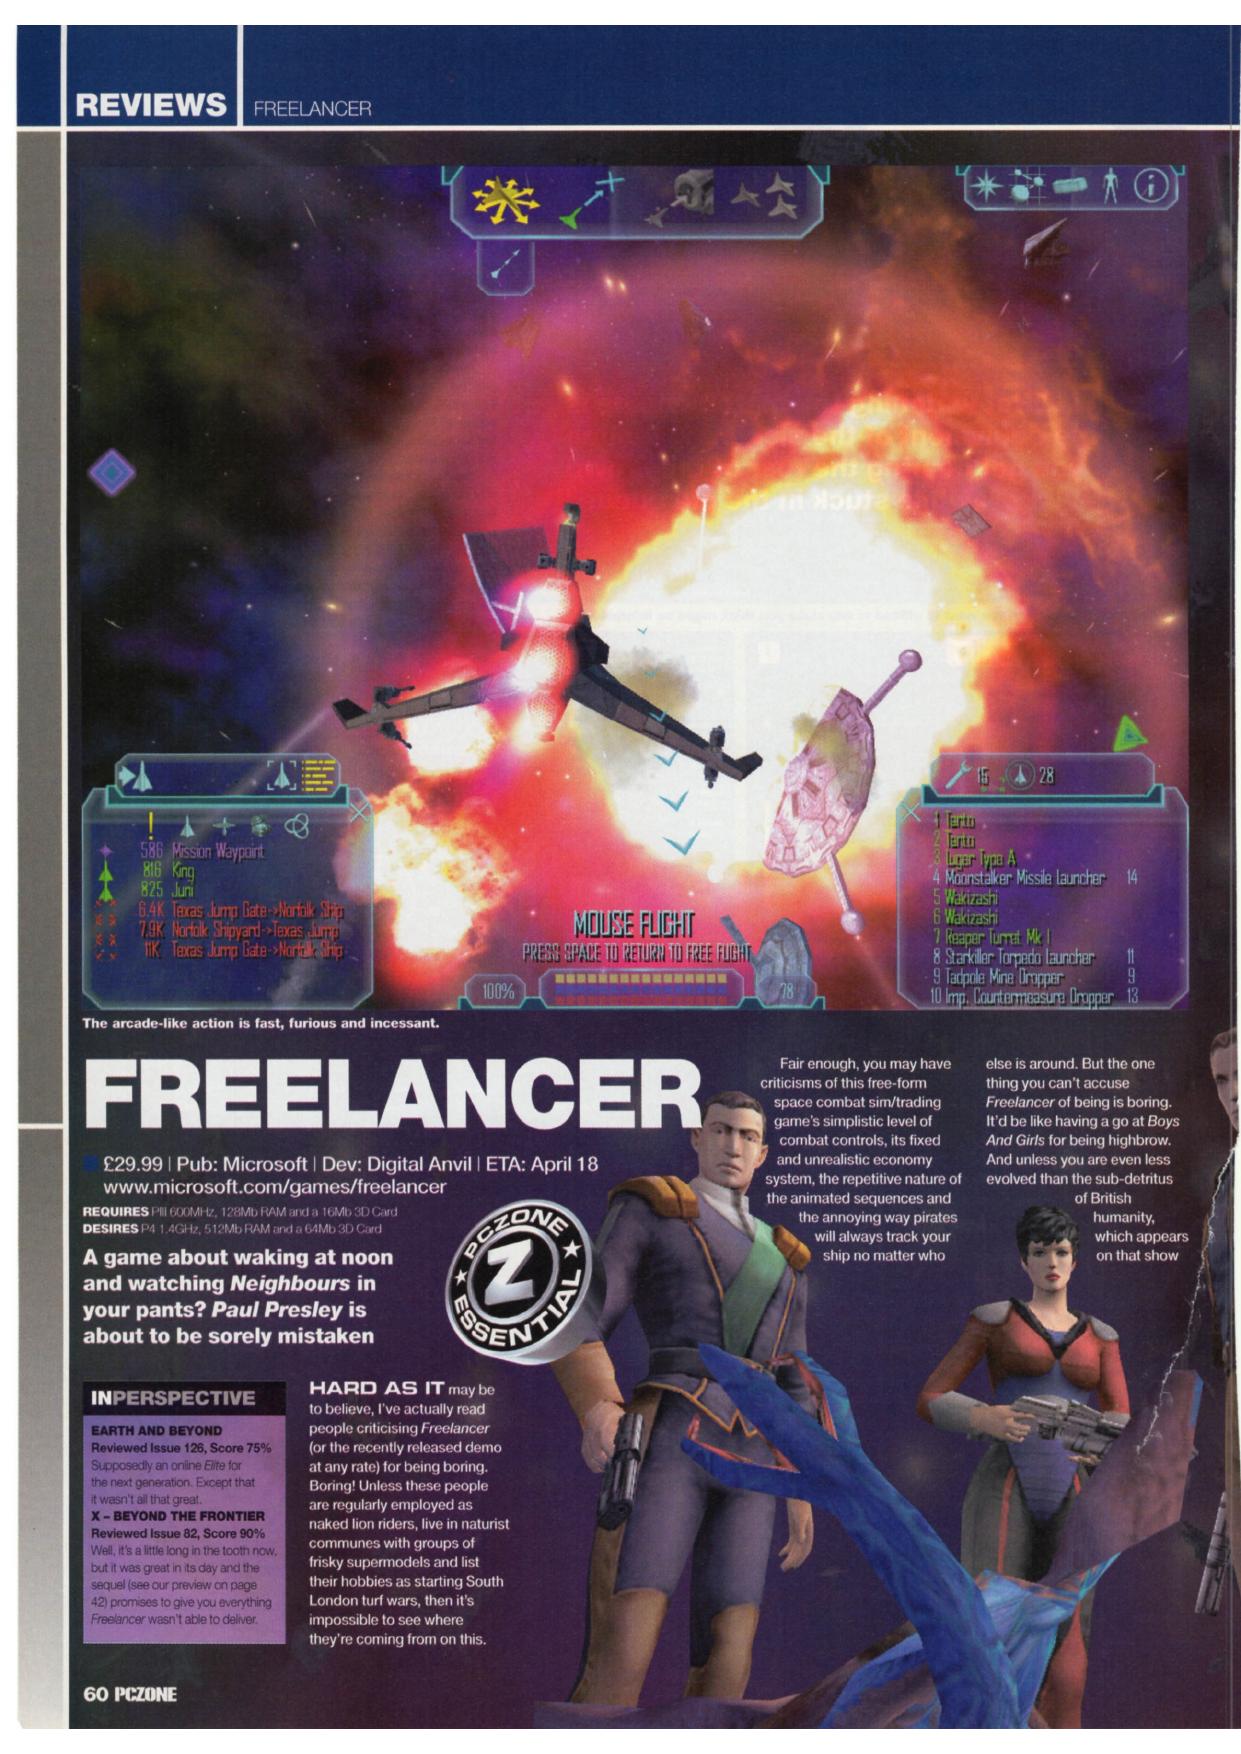 REVIEWS
FREELANCER
15
28
586 Mission Waypoint
816 King
825 Juni
6.4K Texas Jump Gate->Norfolk Ship
7.9K Norfolk Shipyard->Texas Jump
11K Texas Jump Gate->Norfolk Ship
MOUSE FLIGHT
PRESS SPACE TO RETURN TO FREE FLIGHT
100%
78
1 Tanto
2 Tanto
3 Luger Type A
4 Moonstalker Missile Launcher 14
5 Wakizashi
6 Wakizashi
7 Reaper Turret Mk I
8 Starkiller Torpedo Launcher 11
9 Tadpole Mine Dropper 9
10 Imp. Countermeasure Dropper 13
The arcade-like action is fast, furious and incessant.
FREELANCER
£29.99 | Pub: Microsoft | Dev: Digital Anvil | ETA: April 18
www.microsoft.com/games/freelancer
REQUIRES PIII 600MHz, 128Mb RAM and a 16Mb 3D Card
DESIRES P4 1.4GHz, 512Mb RAM and a 64Mb 3D Card
A game about waking at noon
and watching Neighbours in
your pants? Paul Presley is
about to be sorely mistaken
PCZONE
Z
ESSENTIAL
INPERSPECTIVE
EARTH AND BEYOND
Reviewed Issue 126, Score 75%
Supposedly an online Elite for
the next generation. Except that
it wasn't all that great.
X – BEYOND THE FRONTIER
Reviewed Issue 82, Score 90%
Well, it's a little long in the tooth now,
but it was great in its day and the
sequel (see our preview on page
42) promises to give you everything
Freelancer wasn't able to deliver.
HARD AS IT may be
to believe, I've actually read
people criticising Freelancer
(or the recently released demo
at any rate) for being boring.
Boring! Unless these people
are regularly employed as
naked lion riders, live in naturist
communes with groups of
frisky supermodels and list
their hobbies as starting South
London turf wars, then it's
impossible to see where
they're coming from on this.
Fair enough, you may have
criticisms of this free-form
space combat sim/trading
game's simplistic level of
combat controls, its fixed
and unrealistic economy
system, the repetitive nature of
the animated sequences and
the annoying way pirates
will always track your
ship no matter who
else is around. But the one
thing you can't accuse
Freelancer of being is boring.
It'd be like having a go at Boys
And Girls for being highbrow.
And unless you are even less
evolved than the sub-detritus
of British
humanity,
which appears
on that show
60 PCZONE